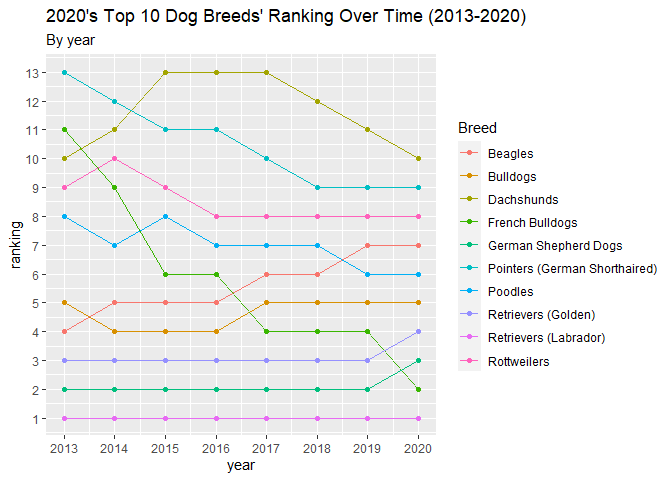 2020's Top 10 Dog Breeds' Ranking Over Time (2013-2020)
By year
13
12
11
10
9
8
7
6
5
4
3
2
1
ranking
2013 2014 2015 2016 2017 2018 2019 2020
year
Breed
Beagles
Bulldogs
Dachshunds
French Bulldogs
German Shepherd Dogs
Pointers (German Shorthaired)
Poodles
Retrievers (Golden)
Retrievers (Labrador)
Rottweilers